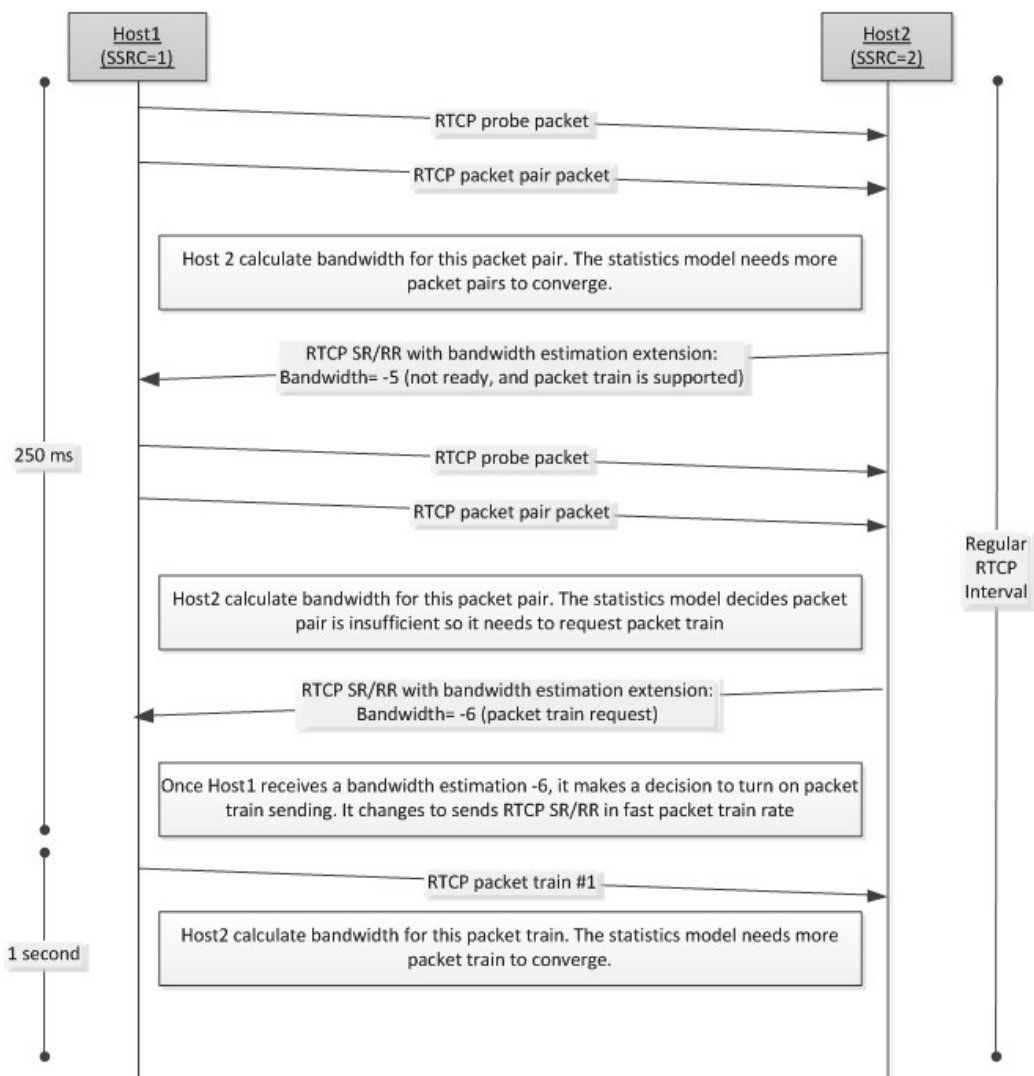 Host1
(SSRC=1)
Host2
(SSRC=2)
RTCP probe packet
RTCP packet pair packet
Host 2 calculate bandwidth for this packet pair. The statistics model needs more
packet pairs to converge.
RTCP SR/RR with bandwidth estimation extension:
Bandwidth= -5 (not ready, and packet train is supported)
250 ms
RTCP probe packet
RTCP packet pair packet
Regular
RTCP
Interval
Host2 calculate bandwidth for this packet pair. The statistics model decides packet
pair is insufficient so it needs to request packet train
RTCP SR/RR with bandwidth estimation extension:
Bandwidth= -6 (packet train request)
Once Host1 receives a bandwidth estimation -6, it makes a decision to turn on packet
train sending. It changes to sends RTCP SR/RR in fast packet train rate
RTCP packet train #1
Host2 calculate bandwidth for this packet train. The statistics model needs more
packet train to converge.
1 second